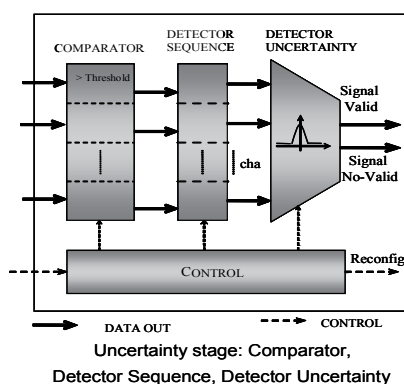 COMPARATOR
DETECTOR
SEQUENCE
DETECTOR
UNCERTAINTY
> Threshold
cha
Signal
Valid
Signal
No-Valid
CONTROL
Reconfig
DATA OUT
CONTROL
Uncertainty stage: Comparator,
Detector Sequence, Detector Uncertainty